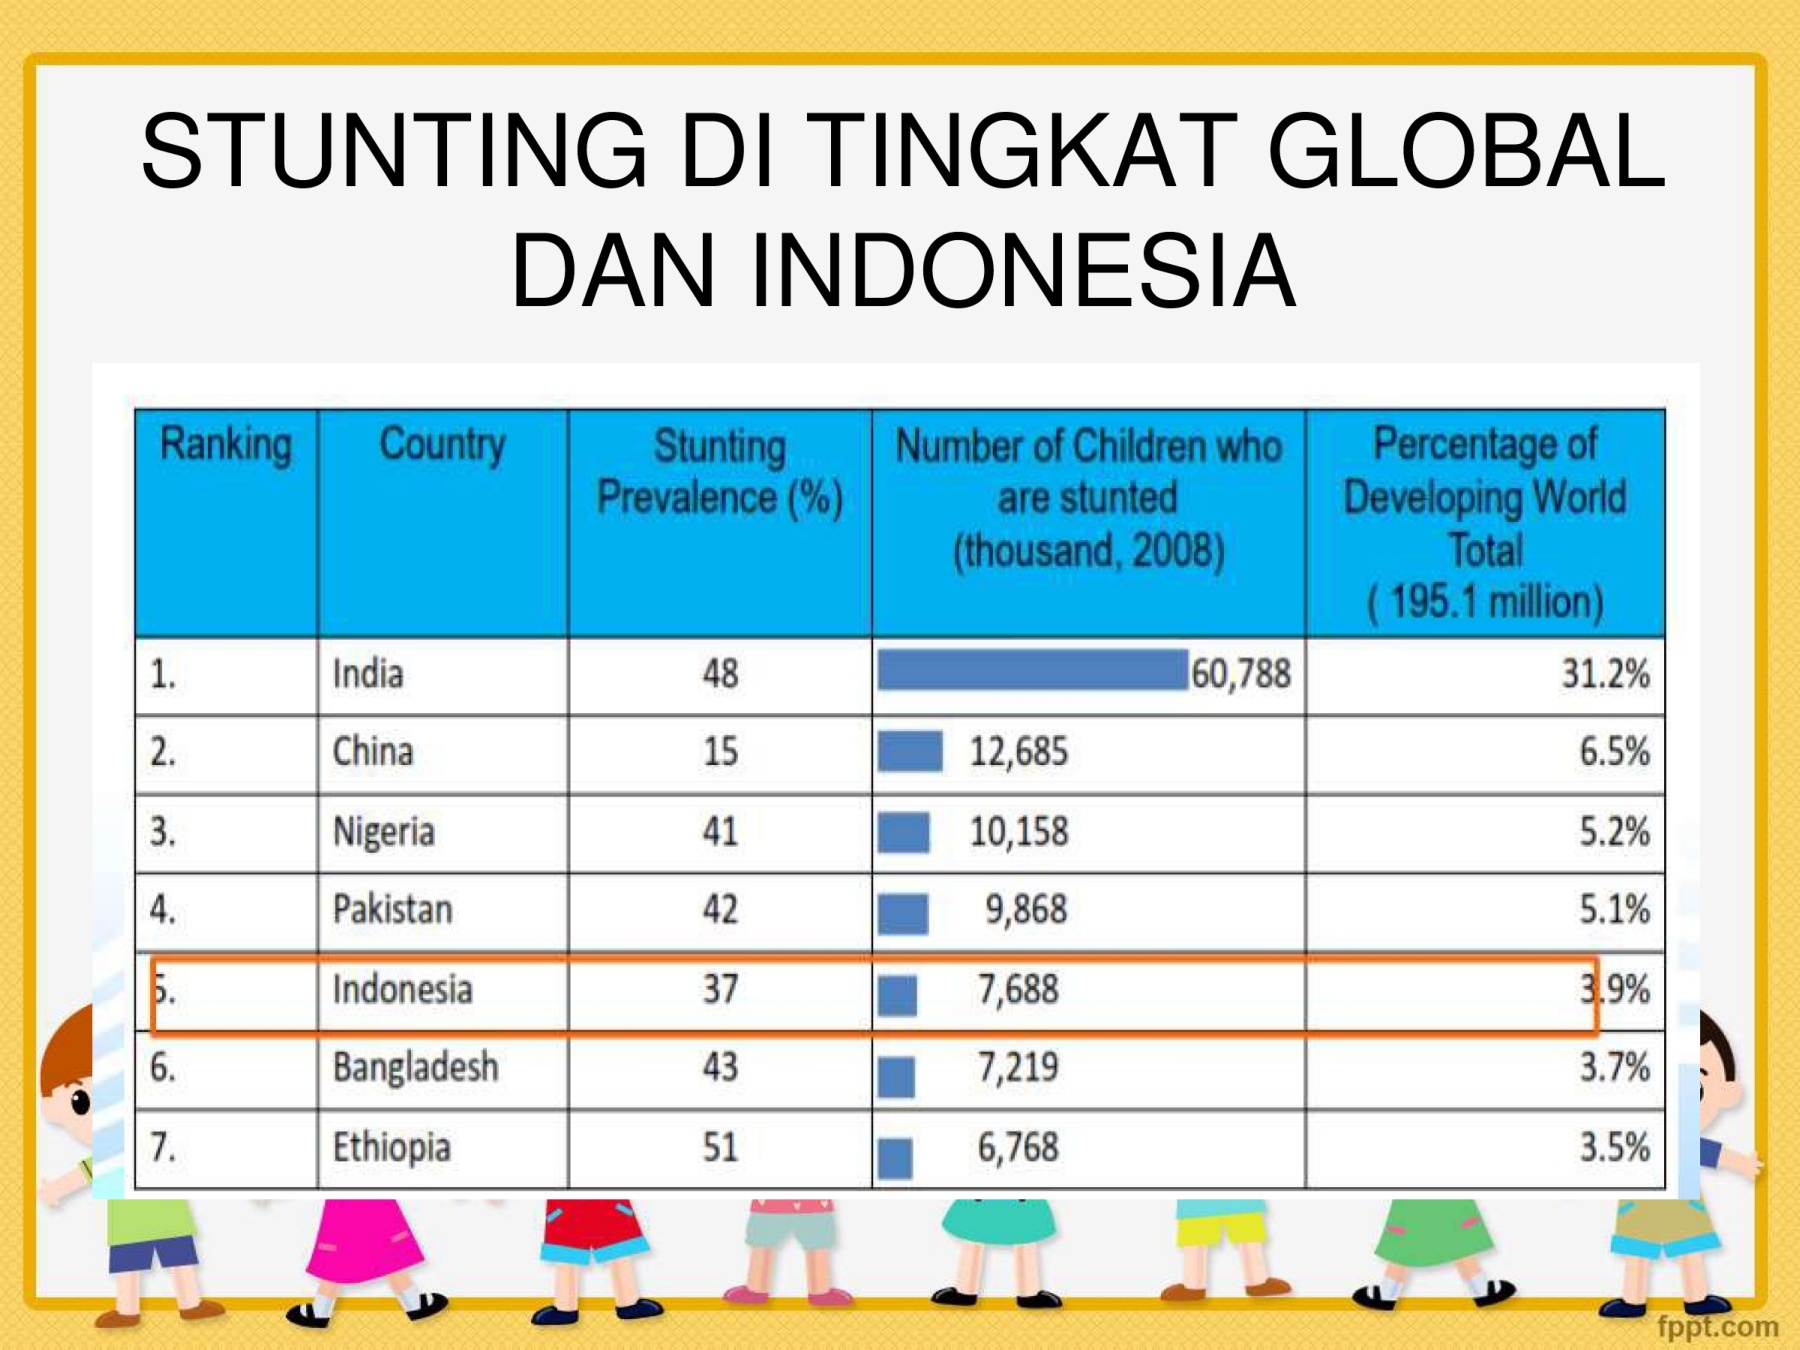 STUNTING DI TINGKAT GLOBAL
DAN INDONESIA
Ranking Country Stunting Prevalence (%) Number of Children who are stunted (thousand, 2008) Percentage of Developing World Total ( 195.1 million)
1. India 48 60,788 31.2%
2. China 15 12,685 6.5%
3. Nigeria 41 10,158 5.2%
4. Pakistan 42 9,868 5.1%
5. Indonesia 37 7,688 3.9%
6. Bangladesh 43 7,219 3.7%
7. Ethiopia 51 6,768 3.5%
fppt.com